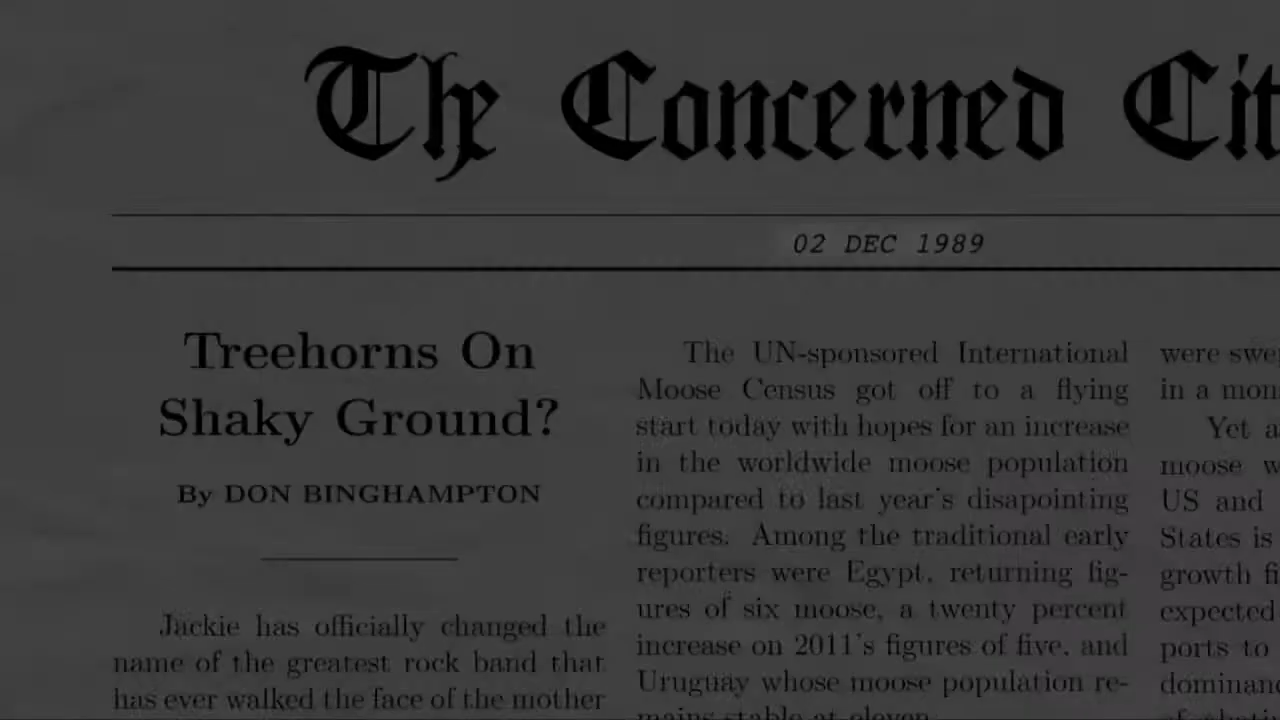 The Concerned Cit
02 DEC 1989
Treehorns On
Shaky Ground?
By DON BINGHAMPTON
Jackie has officially changed the
name of the greatest rock band that
has ever walked the face of the mother
The UN-sponsored International
Moose Census got off to a flying
start today with hopes for an increase
in the worldwide moose population
compared to last year's disapointing
figures. Among the traditional early
reporters were Egypt, returning fig-
ures of six moose, a twenty percent
increase on 2011's figures of five, and
Uruguay whose moose population re-
mains stable at eleven.
were swe
in a mon
Yet a
moose w
US and
States is
growth fi
expected
ports to
dominanc